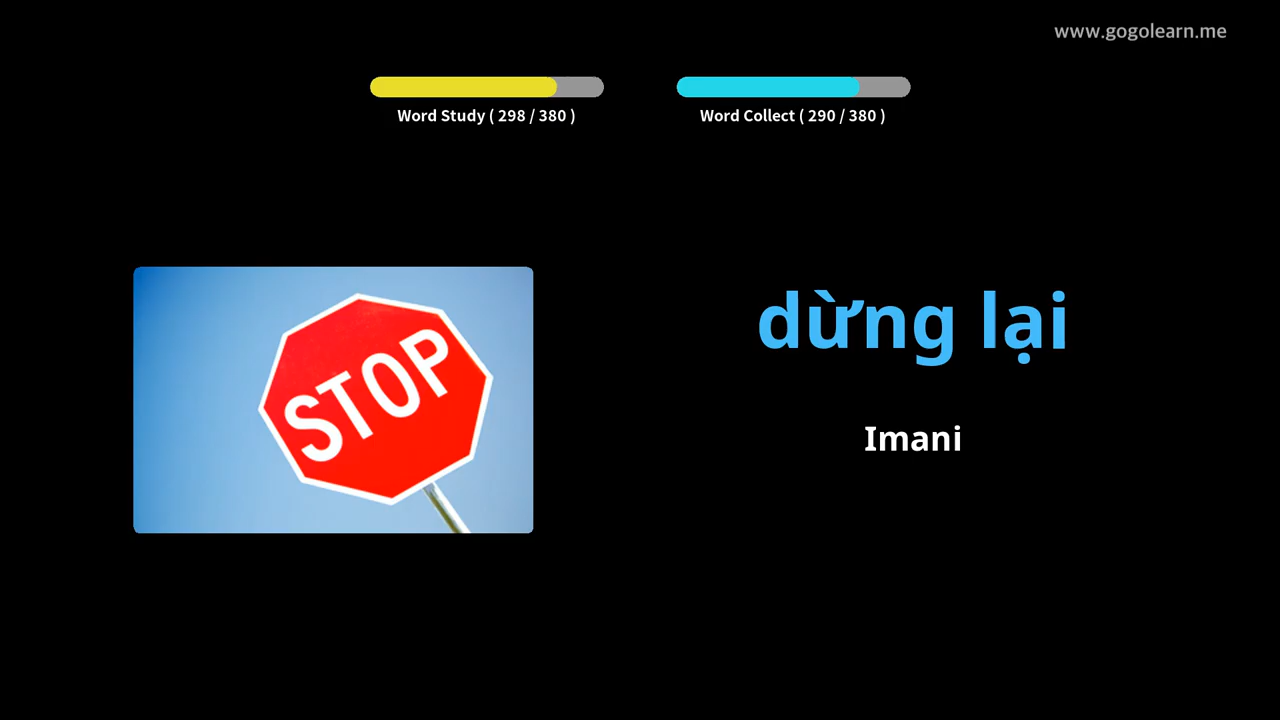 www.gogolearn.me
Word Study ( 298 / 380 )
Word Collect ( 290 / 380 )
STOP
dừng lại
Imani